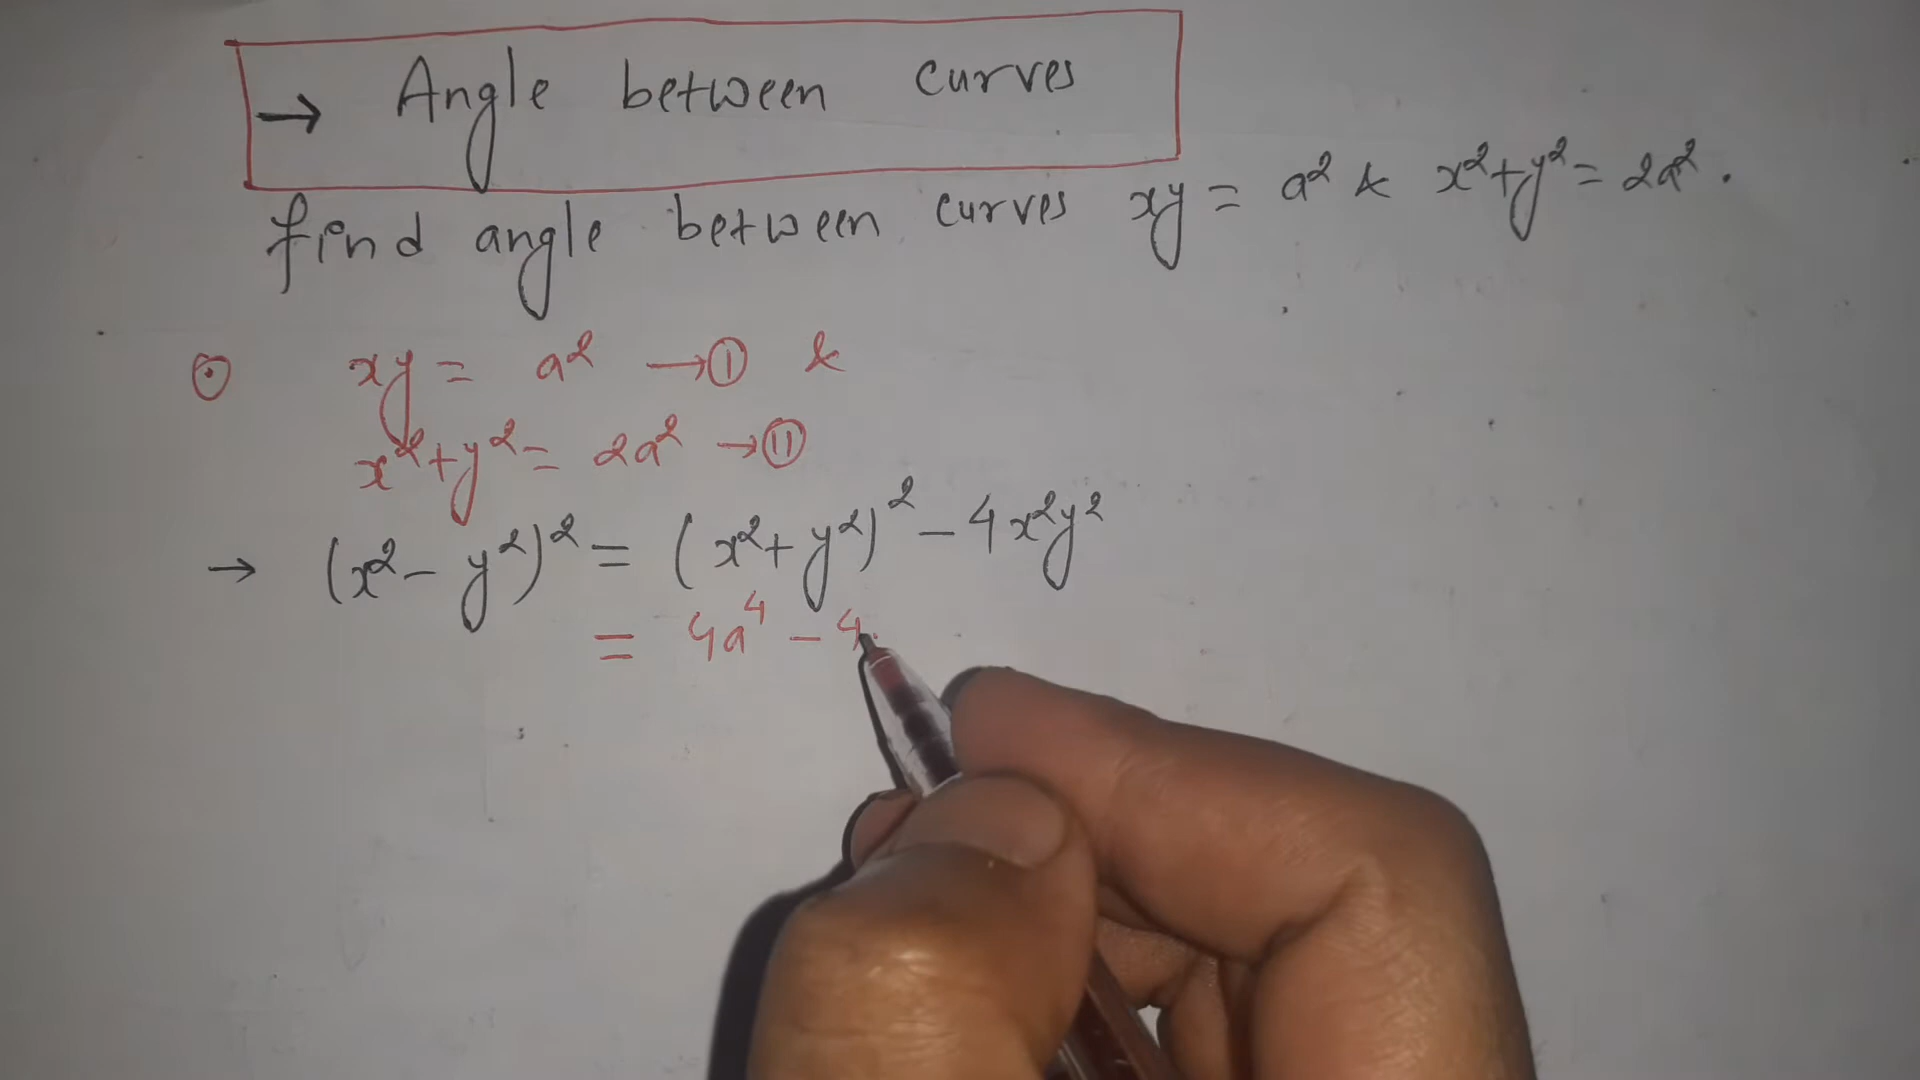 → Angle between curves
find angle between curves xy = a² & x²+y² = 2a².
⊙ xy = a² → ① &
x²+y² = 2a² → ⑪
→ (x² - y²)² = (x² + y²)² - 4x²y²
= 4a⁴ - 4